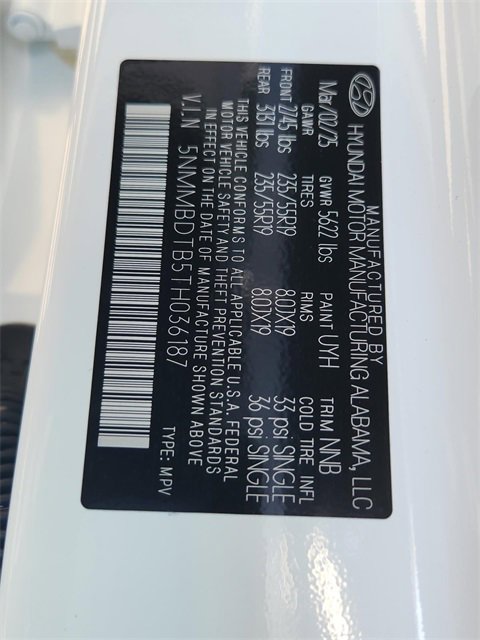 MANUFACTURED BY
HYUNDAI MOTOR MANUFACTURING ALABAMA, LLC
Mar/02/25 GVWR 5622 lbs PAINT UYH TRIM NNB
GAWR TIRES RIMS COLD TIRE INFL
FRONT 2745 lbs 235/55R19 8.0JX19 33 psi SINGLE
REAR 3131 lbs 235/55R19 8.0JX19 36 psi SINGLE
THIS VEHICLE CONFORMS TO ALL APPLICABLE U.S.A. FEDERAL
MOTOR VEHICLE SAFETY AND THEFT PREVENTION STANDARDS
IN EFFECT ON THE DATE OF MANUFACTURE SHOWN ABOVE
V.I.N 5NMMBDTB5TH036187 TYPE: MPV